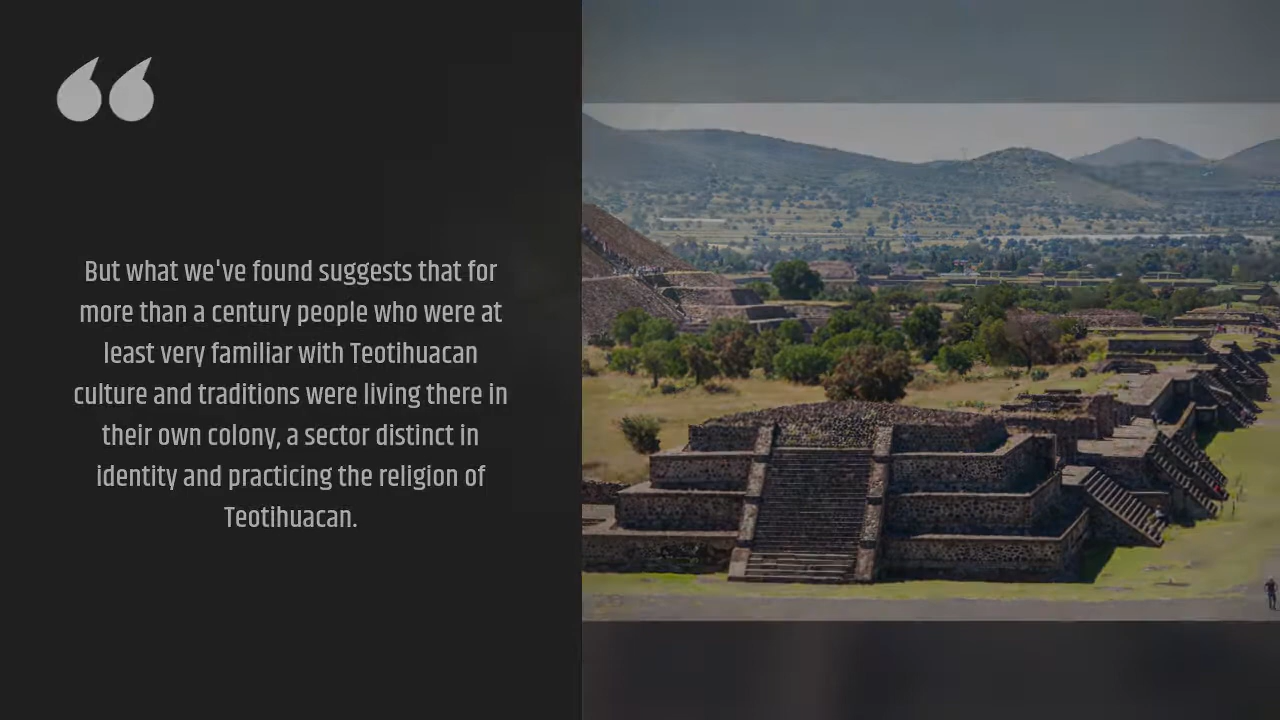 “
But what we've found suggests that for
more than a century people who were at
least very familiar with Teotihuacan
culture and traditions were living there in
their own colony, a sector distinct in
identity and practicing the religion of
Teotihuacan.